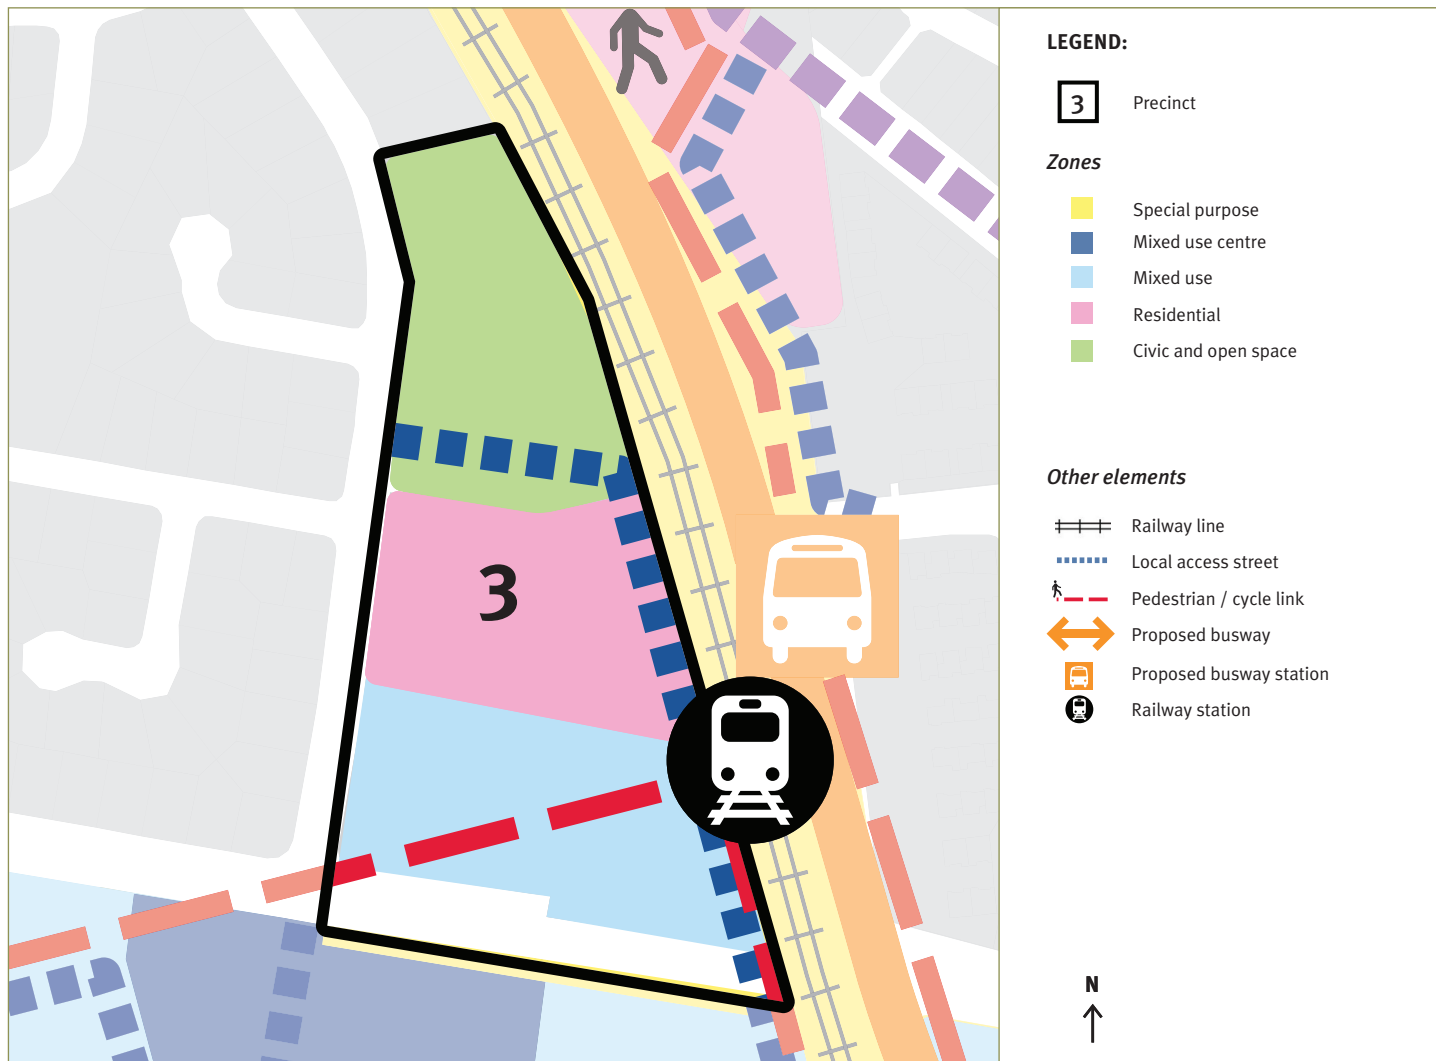 3
LEGEND:
3
Precinct
Zones
Special purpose
Mixed use centre
Mixed use
Residential
Civic and open space
Other elements
Railway line
Local access street
Pedestrian / cycle link
Proposed busway
Proposed busway station
Railway station
N